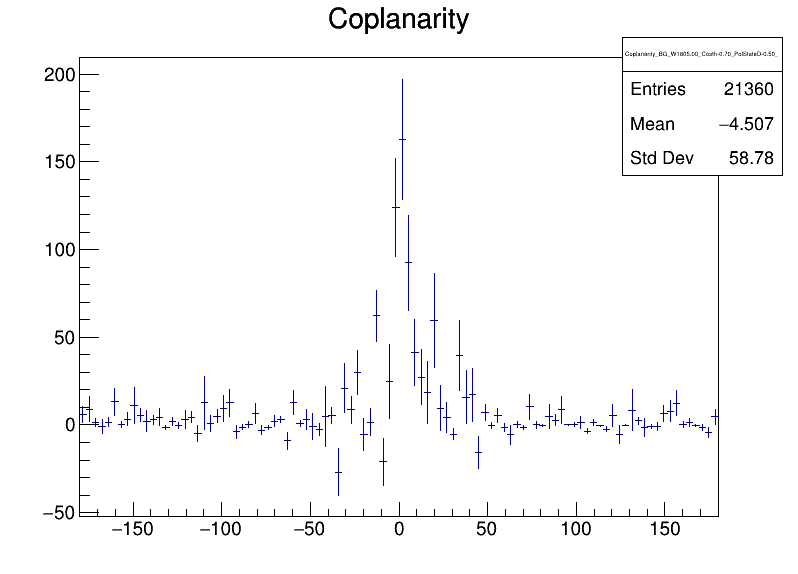 Coplanarity
Coplanarity_BG_W1605.00_Costh-0.70_PolStateD-0.50_
Entries 21360
Mean −4.507
Std Dev 58.78
200
150
100
50
0
−50
−150 −100 −50 0 50 100 150